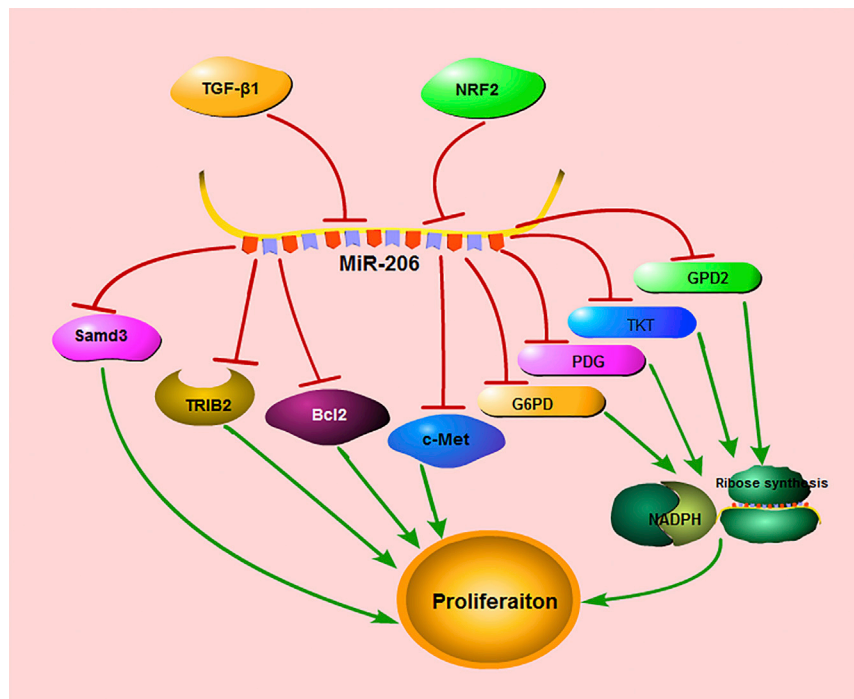 TGF-β1
NRF2
MiR-206
GPD2
Samd3
TKT
PDG
TRIB2
Bcl2
G6PD
c-Met
Ribose synthesis
NADPH
Proliferaiton